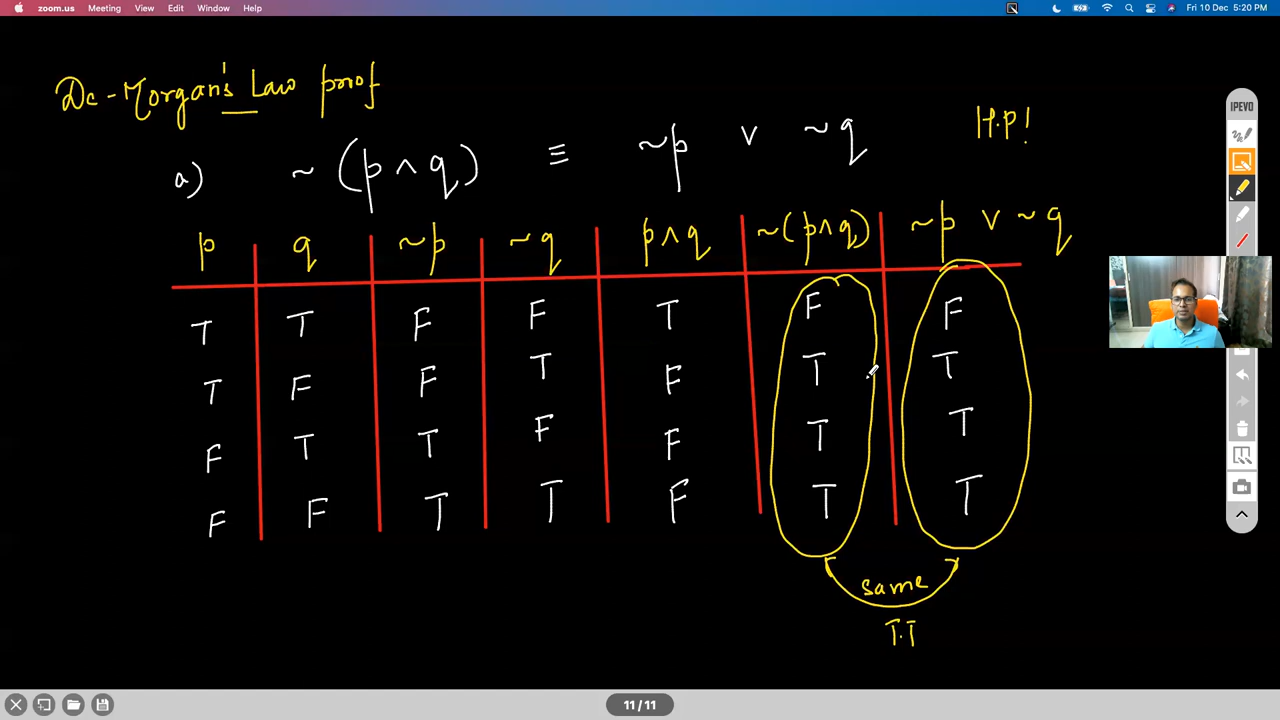 zoom.us Meeting View Edit Window Help Fri 10 Dec 5:20 PM
De-Morgan's Law proof
IPEVO
H.P!
a) ~(p ∧ q) ≡ ~p ∨ ~q
p q ~p ~q p∧q ~(p∧q) ~p ∨ ~q
T T F F T F F
T F F T F T T
F T T F F T T
F F T T F T T
same
T.T
11/11